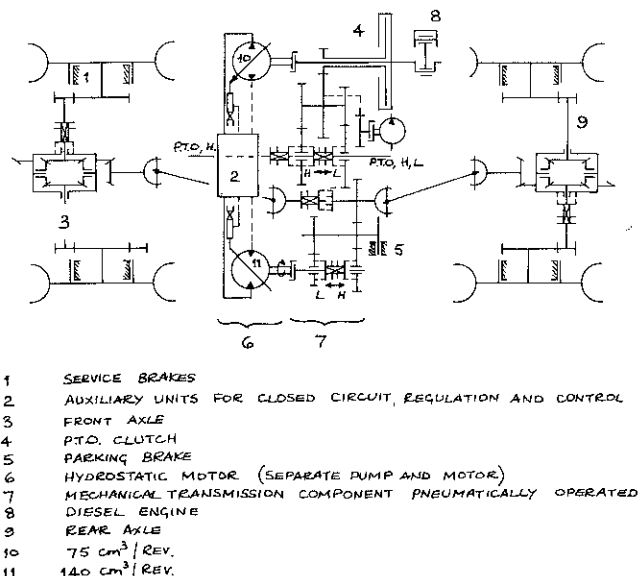 8
4
10
1
9
P.T.O, H.
2
P.T.O, H, L
H L
3
5
11
L H
6 7
1 SERVICE BRAKES
2 AUXILIARY UNITS FOR CLOSED CIRCUIT, REGULATION AND CONTROL
3 FRONT AXLE
4 P.T.O. CLUTCH
5 PARKING BRAKE
6 HYDROSTATIC MOTOR (SEPARATE PUMP AND MOTOR)
7 MECHANICAL TRANSMISSION COMPONENT PNEUMATICALLY OPERATED
8 DIESEL ENGINE
9 REAR AXLE
10 75 cm³/REV.
11 140 cm³/REV.